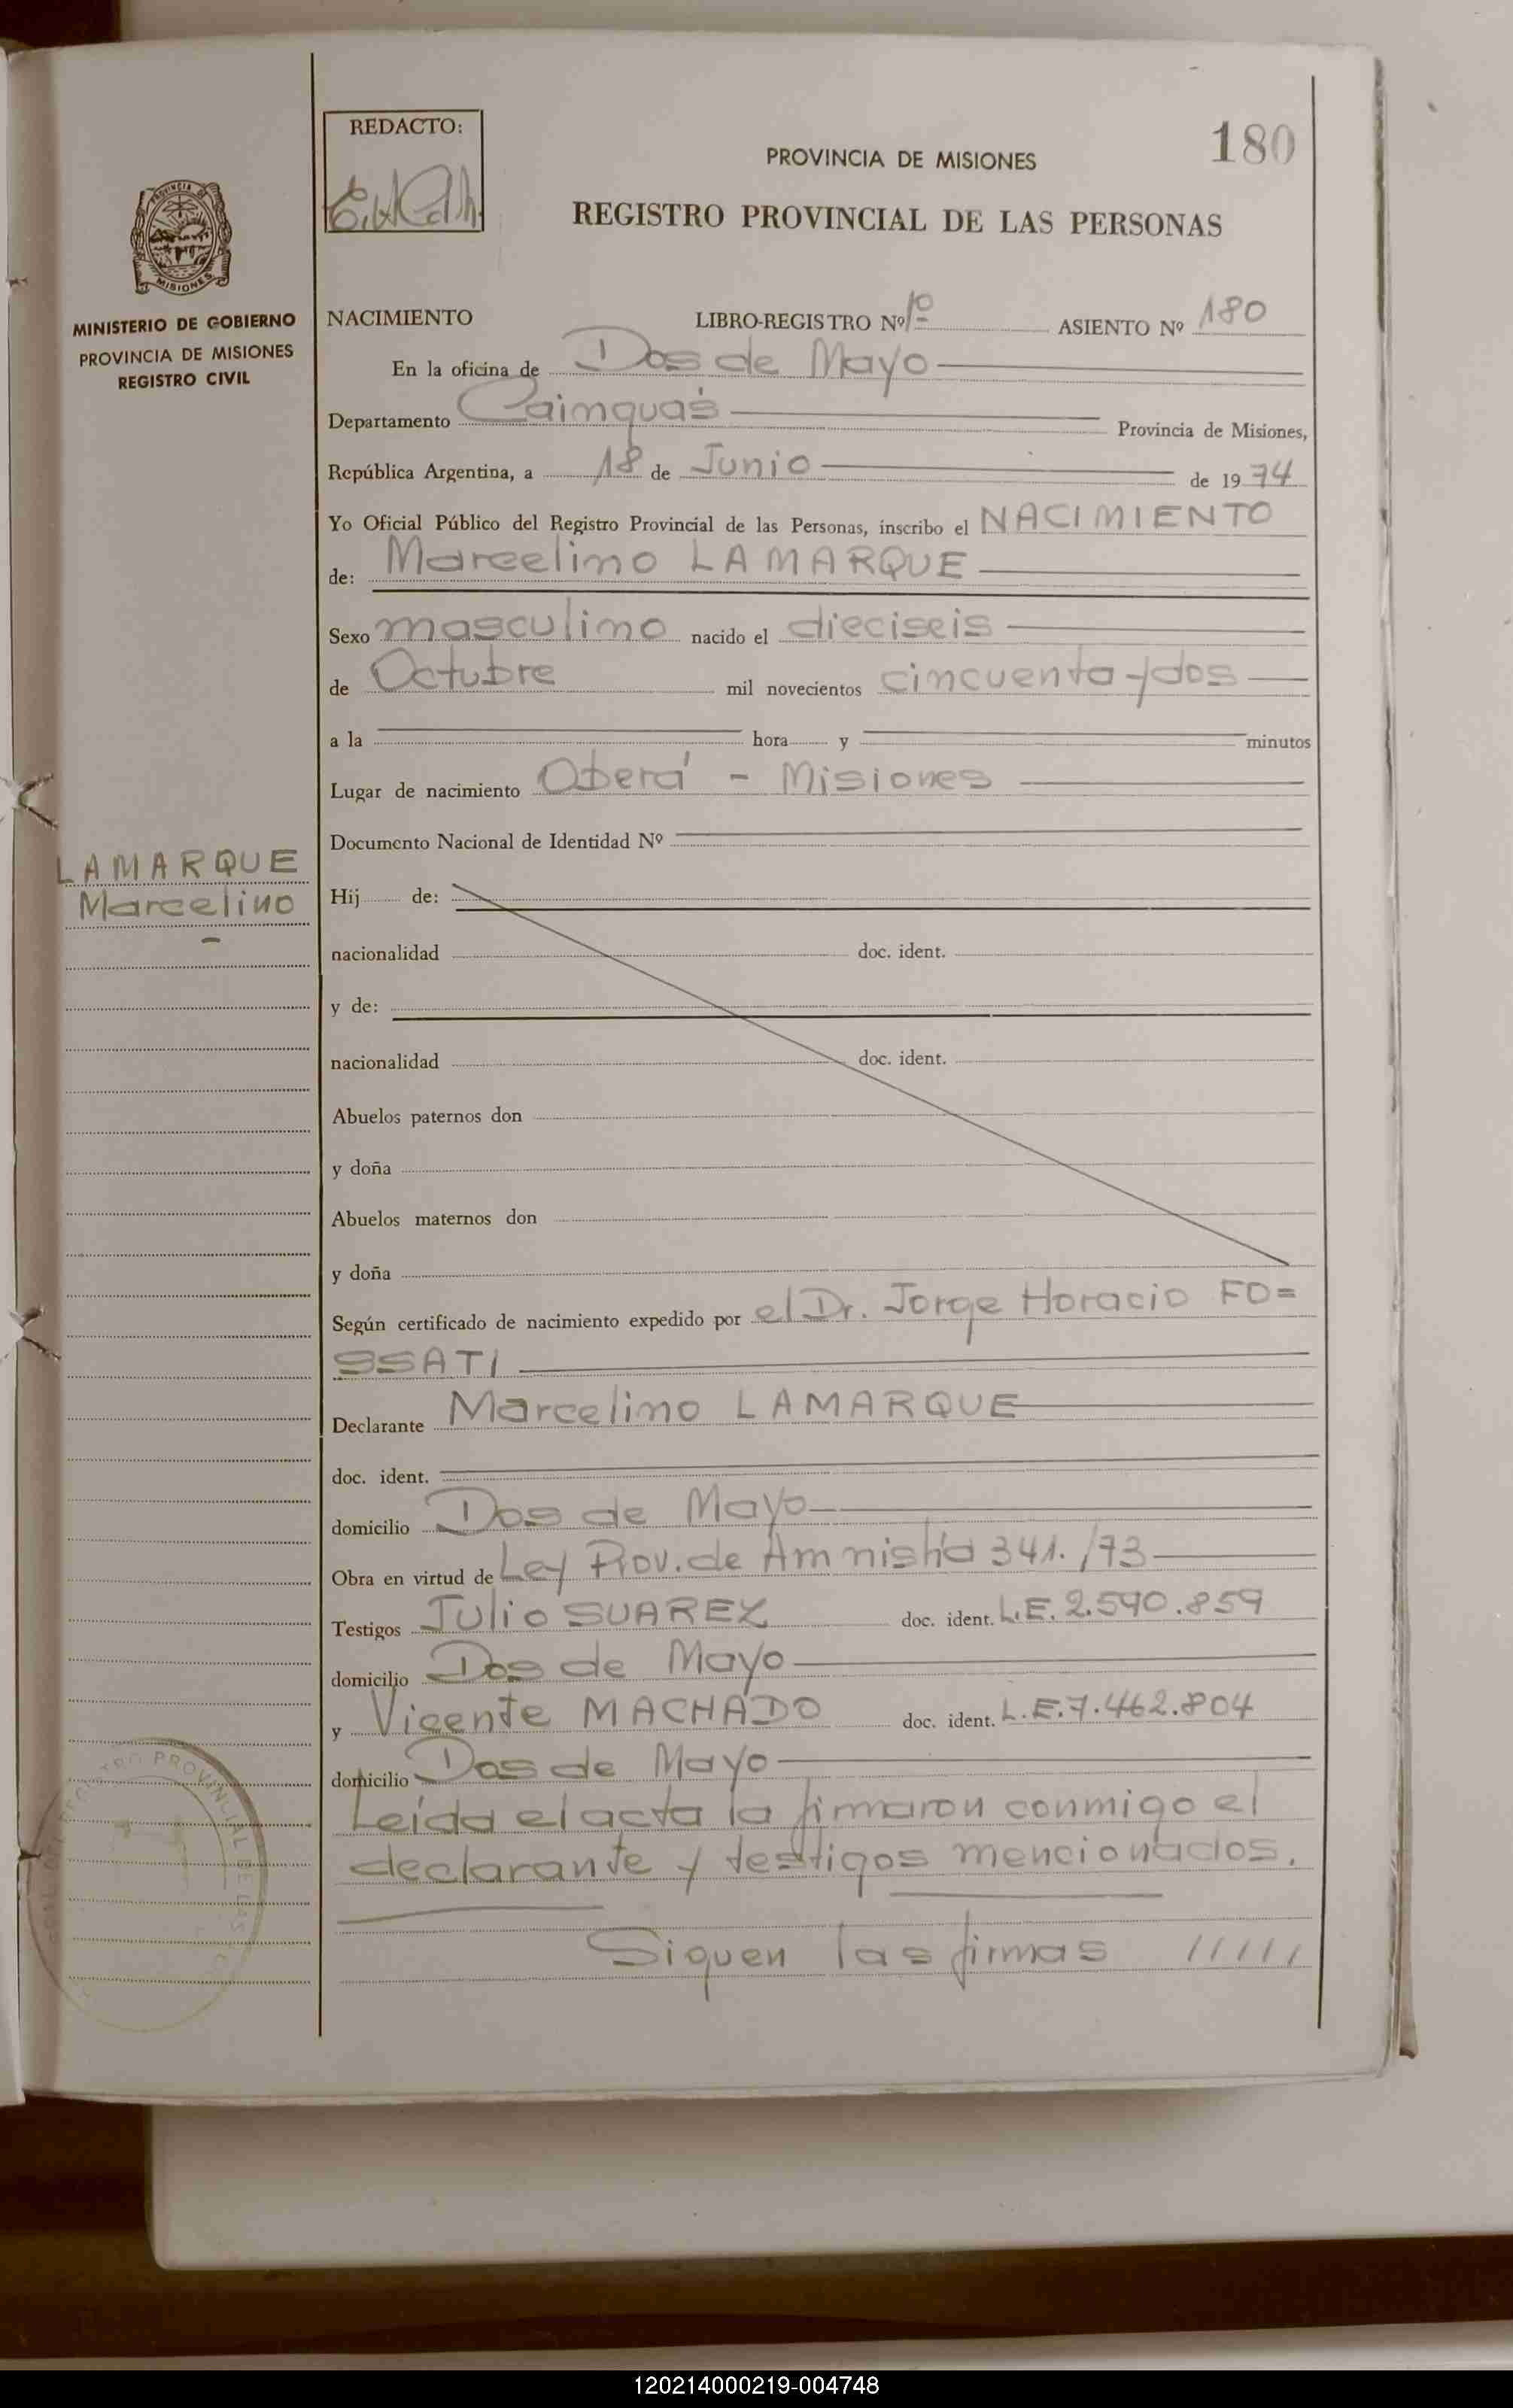 REDACTO:
180
PROVINCIA DE MISIONES
REGISTRO PROVINCIAL DE LAS PERSONAS
MISIONES
MINISTERIO DE GOBIERNO
PROVINCIA DE MISIONES
REGISTRO CIVIL
NACIMIENTO LIBRO-REGISTRO Nº 1º ASIENTO Nº 180
En la oficina de Dos de Mayo
Departamento Cainguás Provincia de Misiones,
República Argentina, a 18 de Junio de 1974
Yo Oficial Público del Registro Provincial de las Personas, inscribo el NACIMIENTO
de: Marcelino LAMARQUE
Sexo masculino nacido el dieciseis
de Octubre mil novecientos cincuenta y dos
a la hora y minutos
Lugar de nacimiento Oberá - Misiones
Documento Nacional de Identidad Nº
LAMARQUE
Marcelino
-
Hij de:
nacionalidad doc. ident.
y de:
nacionalidad doc. ident.
Abuelos paternos don
y doña
Abuelos maternos don
y doña
Según certificado de nacimiento expedido por el Dr. Jorge Horacio FO=
SSATI
Declarante Marcelino LAMARQUE
doc. ident.
domicilio Dos de Mayo
Obra en virtud de Ley Prov. de Amnistía 341./73
Testigos Julio SUAREZ doc. ident. L.E. 2.590.859
domicilio Dos de Mayo
y Vicente MACHADO doc. ident. L.E. 7.462.804
domicilio Dos de Mayo
Leída el acta la firmaron conmigo el
declarante y testigos mencionados.
Siguen las firmas /////
120214000219-004748